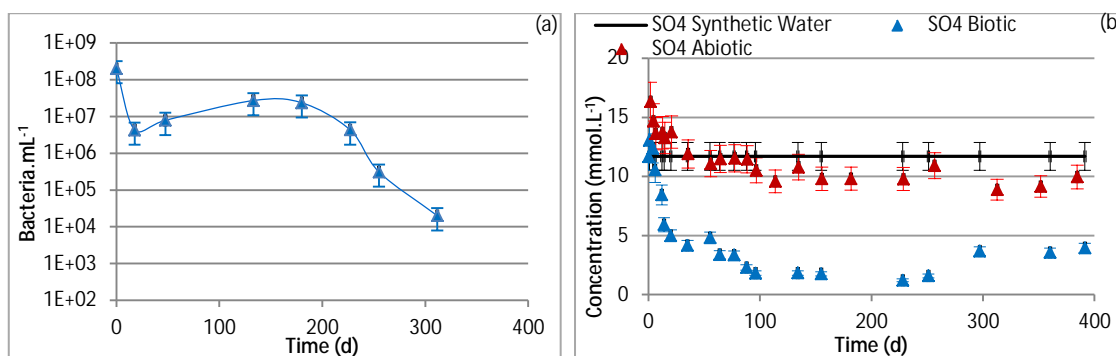 (a)
1E+09
1E+08
1E+07
1E+06
1E+05
1E+04
1E+03
1E+02
Bacteria.mL-1
0 100 200 300 400
Time (d)
(b
SO4 Synthetic Water SO4 Biotic
SO4 Abiotic
20
15
10
5
0
Concentration (mmol.L-1)
0 100 200 300 400
Time (d)